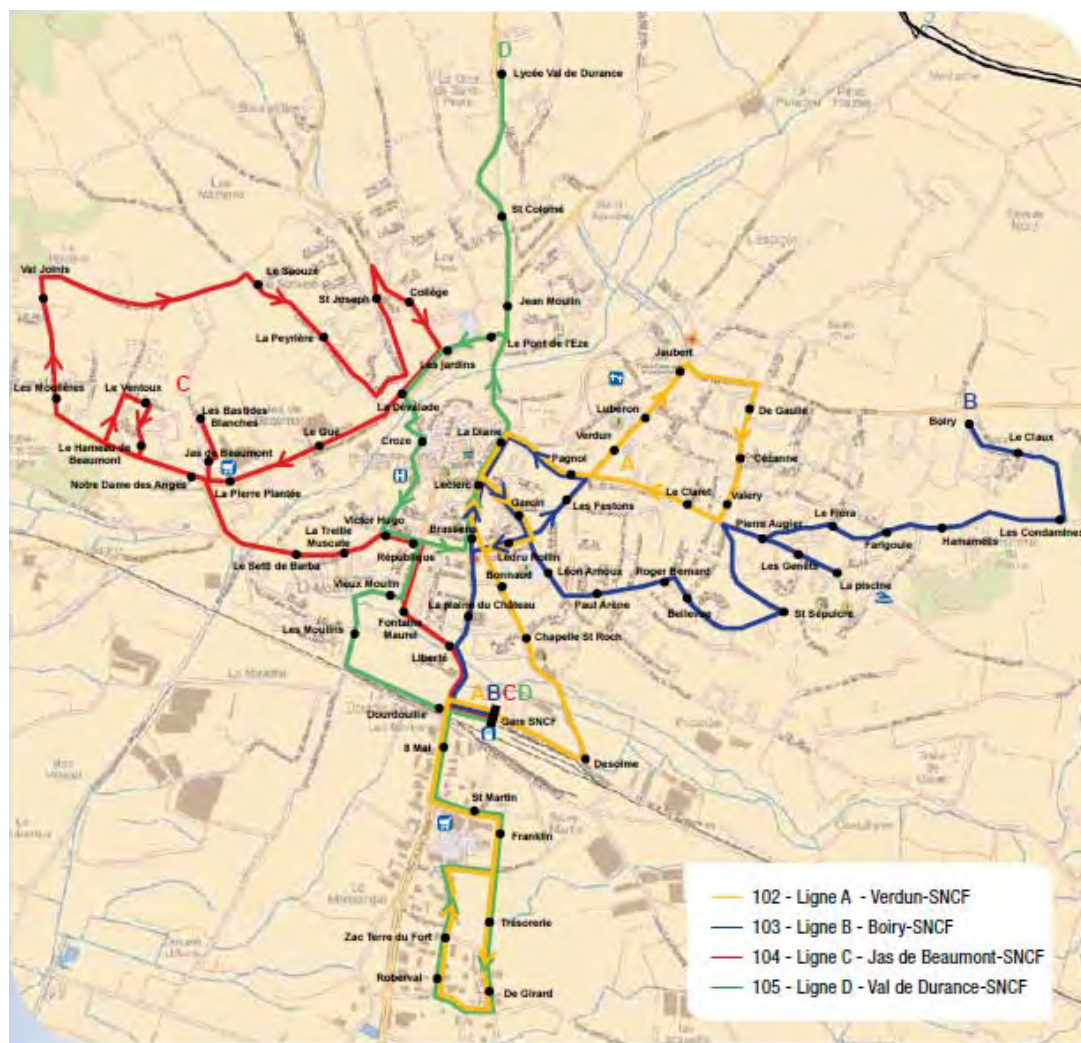 D
Lycée Val de Durance
St Colomé
Val Joinis
Le Saouzé
St Joseph
Collège
Jean Moulin
La Peyrière
Le Pont de l'Eze
Les Jardins
Jaubert
Les Moulières
Le Ventoux
C
Les Bastides
Blanches
La Dévalade
Luberon
De Gaulle
B
Boiry
Le Claux
Le Hameau de
Beaumont
Jas de Beaumont
Le Gué
Croze
La Diane
Verdun
Pagnol
A
Cézanne
Notre Dame des Anges
La Pierre Plantée
H
Leclerc
Garcin
Les Festons
Le Claret
Valery
Victor Hugo
La Treille
Muscate
Brassens
Pierre Augier
Le Flora
Farigoule
Hamamélis
Les Condamines
Le Setti de Barba
République
Ledru Rollin
Bonnaud
Léon Arnoux
Roger Bernard
Les Genêts
La piscine
Vieux Moulin
Les Moulins
Fontaine
Maurel
La plaine du Château
Paul Arène
Bellevue
St Sépulcre
Liberté
Chapelle St Roch
ABCD
Dourdouille
Gare SNCF
8 Mai
Desolme
St Martin
Franklin
Trésorerie
Zac Terre du Fort
Roberval
De Girard
102 - Ligne A - Verdun-SNCF
103 - Ligne B - Boiry-SNCF
104 - Ligne C - Jas de Beaumont-SNCF
105 - Ligne D - Val de Durance-SNCF